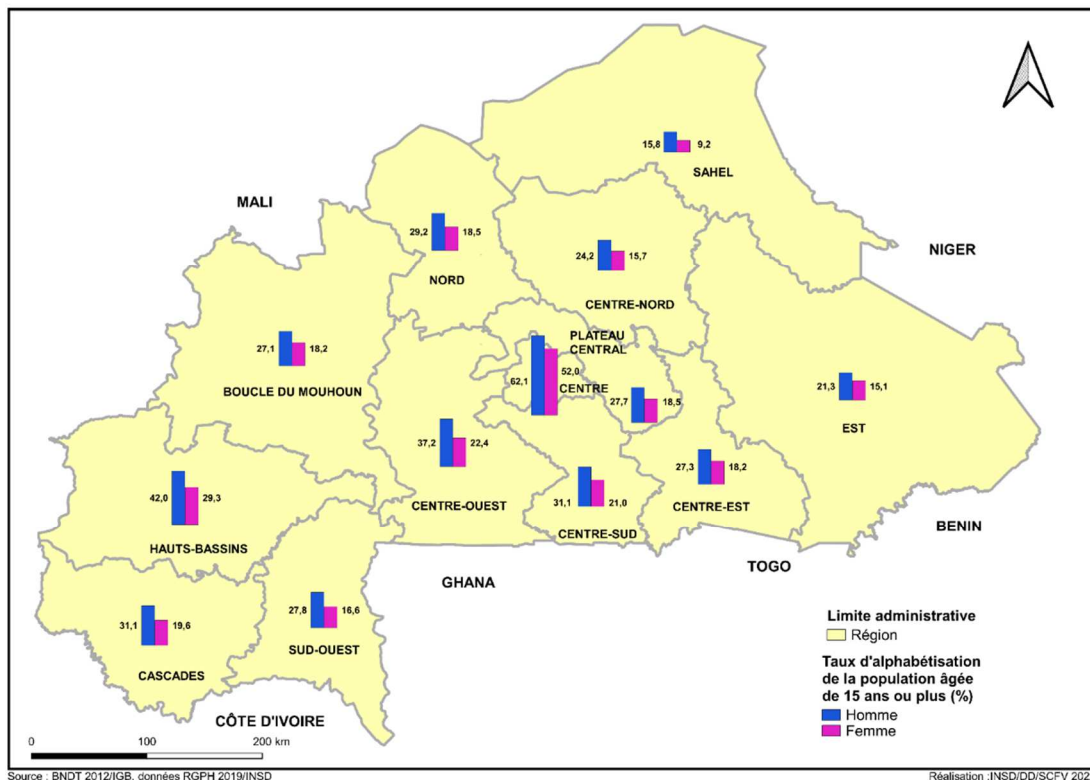 15,8
9,2
SAHEL
MALI
29,2
18,5
NORD
NIGER
24,2
15,7
CENTRE-NORD
27,1
18,2
BOUCLE DU MOUHOUN
PLATEAU
CENTRAL
62,1
52,0
CENTRE
27,7
18,5
21,3
15,1
EST
37,2
22,4
CENTRE-OUEST
27,3
18,2
CENTRE-EST
31,1
21,0
CENTRE-SUD
42,0
29,3
HAUTS-BASSINS
BENIN
TOGO
GHANA
27,8
16,6
SUD-OUEST
31,1
19,6
CASCADES
CÔTE D'IVOIRE
Limite administrative
Région
Taux d'alphabétisation
de la population âgée
de 15 ans ou plus (%)
Homme
Femme
0 100 200 km
Source : BNDT 2012/IGB, données RGPH 2019/INSD
Réalisation :INSD/DD/SCFV